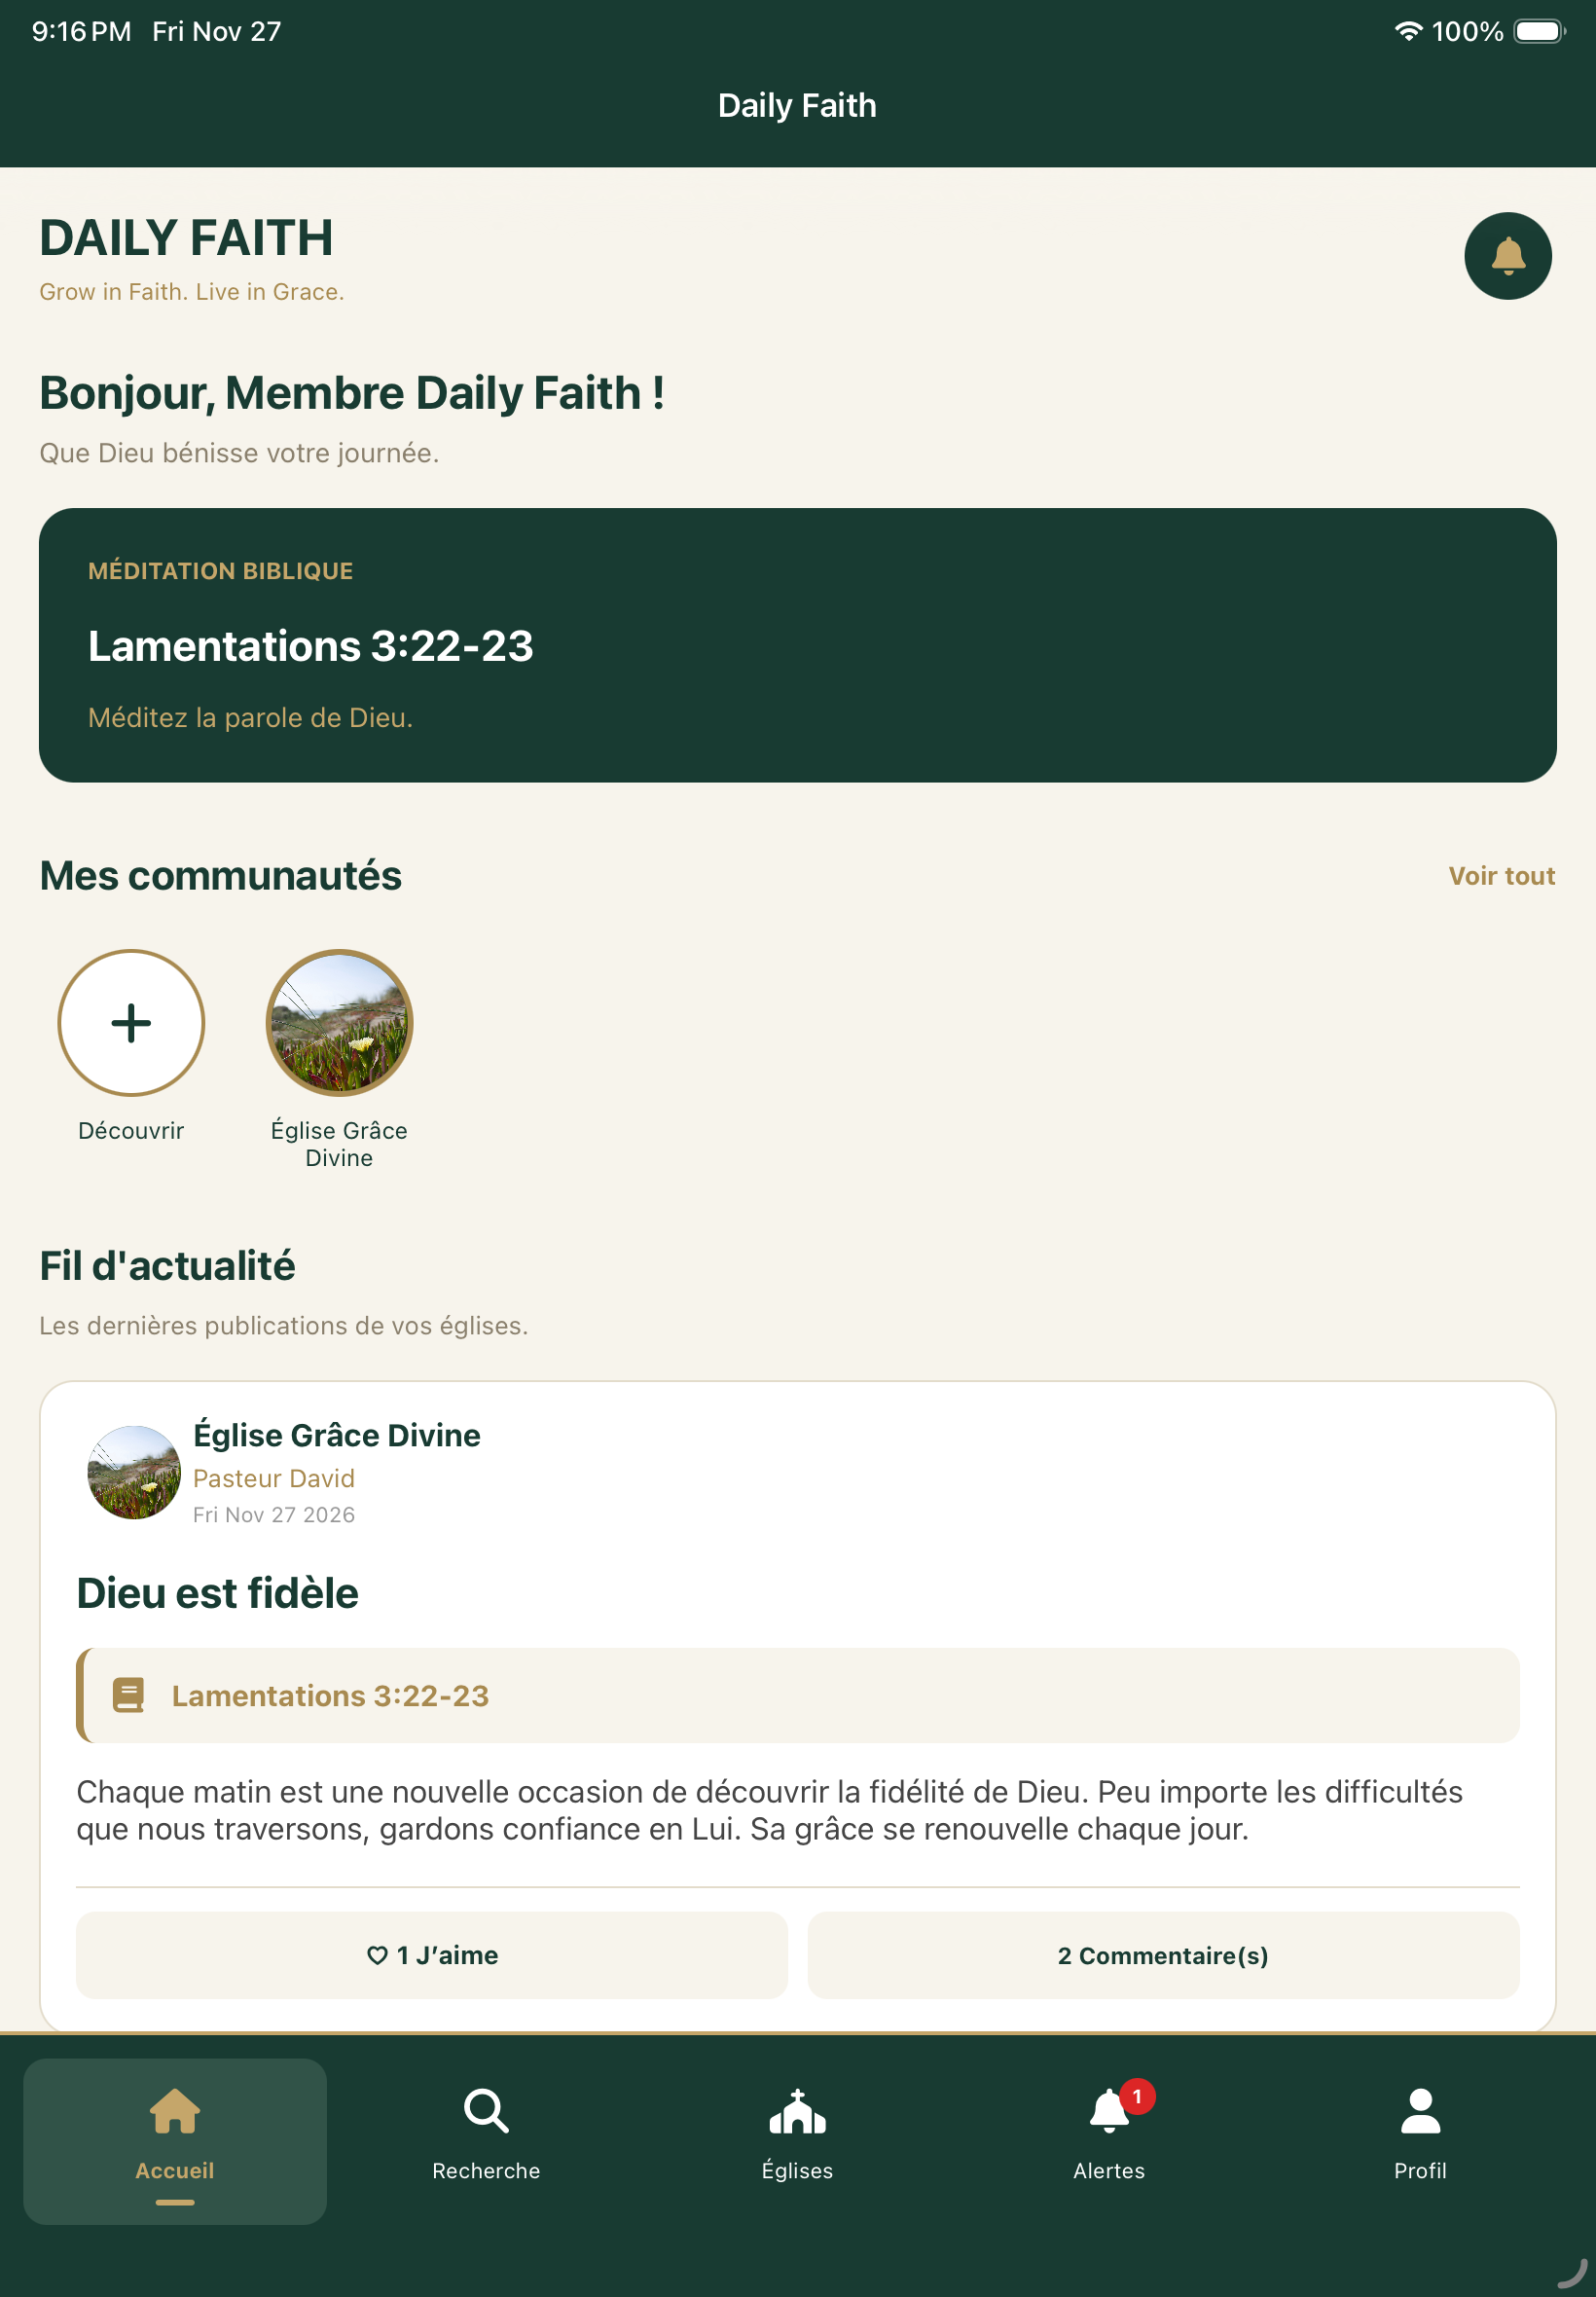 9:16 PM Fri Nov 27
100%
Daily Faith
DAILY FAITH
Grow in Faith. Live in Grace.
Bonjour, Membre Daily Faith !
Que Dieu bénisse votre journée.
MÉDITATION BIBLIQUE
Lamentations 3:22-23
Méditez la parole de Dieu.
Mes communautés
Voir tout
Découvrir
Église Grâce
Divine
Fil d'actualité
Les dernières publications de vos églises.
Église Grâce Divine
Pasteur David
Fri Nov 27 2026
Dieu est fidèle
Lamentations 3:22-23
Chaque matin est une nouvelle occasion de découvrir la fidélité de Dieu. Peu importe les difficultés
que nous traversons, gardons confiance en Lui. Sa grâce se renouvelle chaque jour.
♡ 1 J’aime
2 Commentaire(s)
1
Accueil
Recherche
Églises
Alertes
Profil